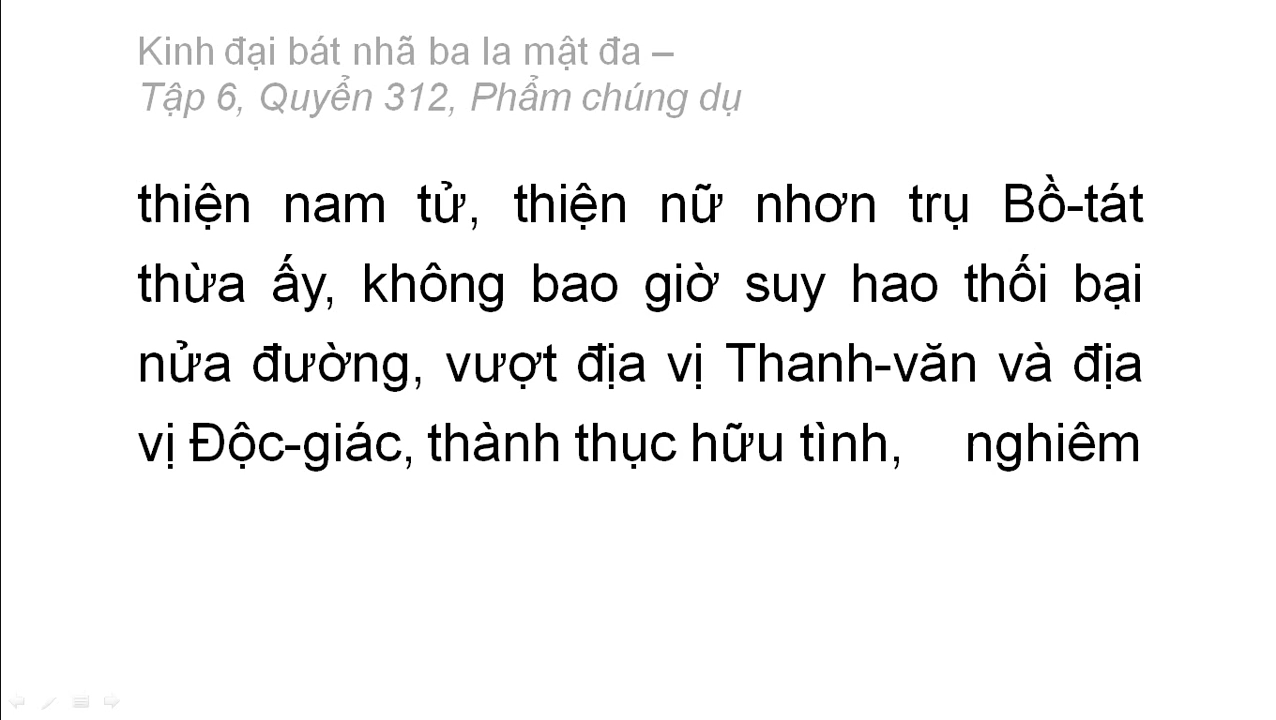 Kinh đại bát nhã ba la mật đa –
Tập 6, Quyển 312, Phẩm chúng dụ
thiện nam tử, thiện nữ nhơn trụ Bồ-tát
thừa ấy, không bao giờ suy hao thối bại
nửa đường, vượt địa vị Thanh-văn và địa
vị Độc-giác, thành thục hữu tình, nghiêm